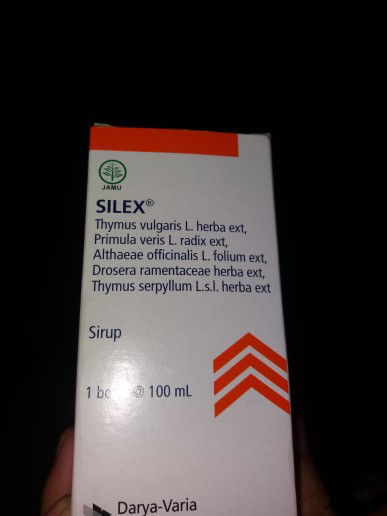 JAMU
SILEX®
Thymus vulgaris L. herba ext,
Primula veris L. radix ext,
Althaeae officinalis L. folium ext,
Drosera ramentaceae herba ext,
Thymus serpyllum L.s.l. herba ext
Sirup
1 @ 100 mL
Darya-Varia